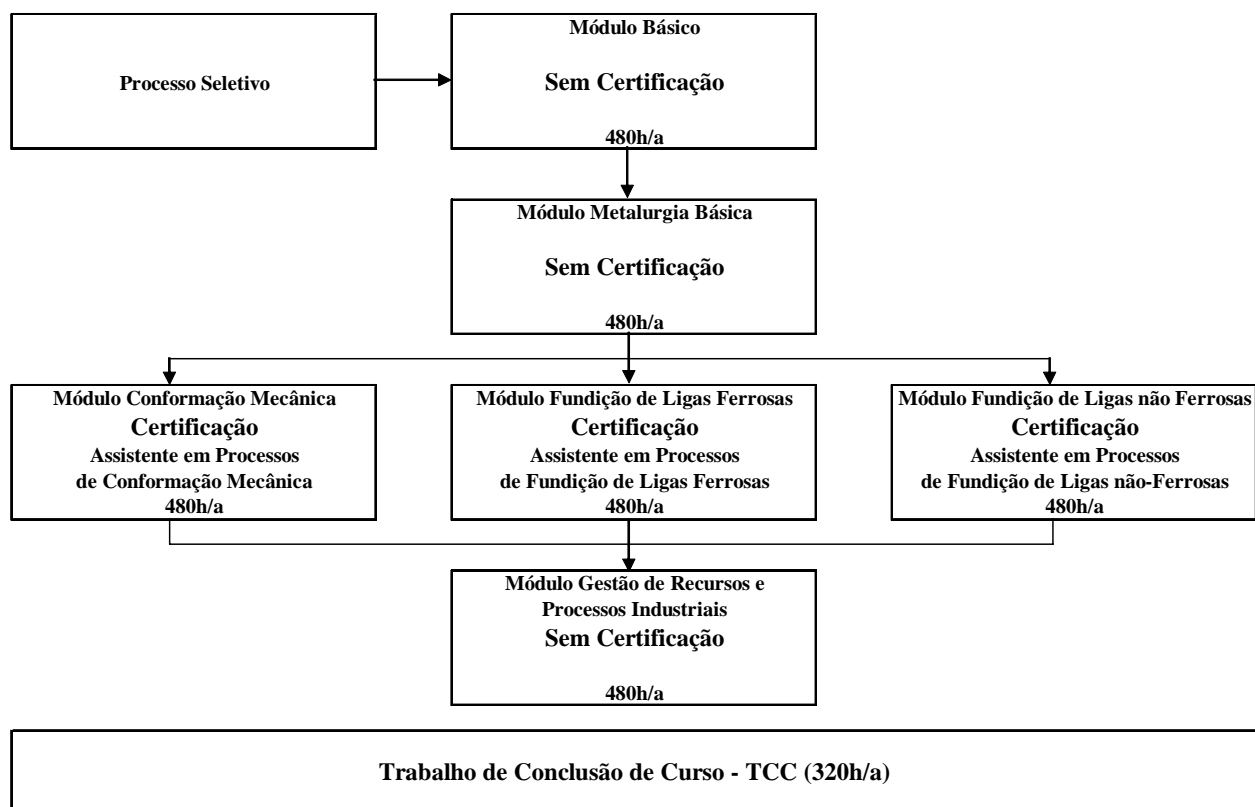 Processo Seletivo
Módulo Básico
Sem Certificação
480h/a
Módulo Metalurgia Básica
Sem Certificação
480h/a
Módulo Conformação Mecânica
Certificação
Assistente em Processos
de Conformação Mecânica
480h/a
Módulo Fundição de Ligas Ferrosas
Certificação
Assistente em Processos
de Fundição de Ligas Ferrosas
480h/a
Módulo Fundição de Ligas não Ferrosas
Certificação
Assistente em Processos
de Fundição de Ligas não-Ferrosas
480h/a
Módulo Gestão de Recursos e
Processos Industriais
Sem Certificação
480h/a
Trabalho de Conclusão de Curso - TCC (320h/a)